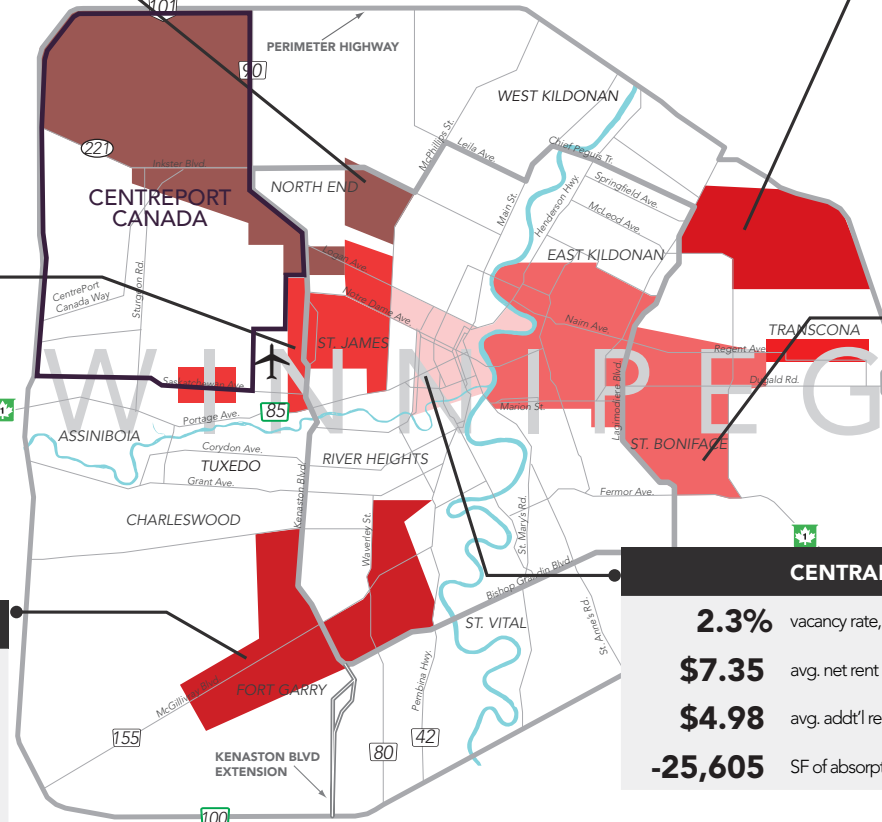 101
PERIMETER HIGHWAY
90
WEST KILDONAN
221
Inkster Blvd.
McPhillips St.
Leila Ave.
Chief Peguis Tr.
CENTREPORT
CANADA
NORTH END
Main St.
Henderson Hwy.
Springfield Ave.
McLeod Ave.
EAST KILDONAN
Logan Ave.
CentrePort
Canada Way
Sturgeon Rd.
Notre Dame Ave.
Nairn Ave.
TRANSCONA
ST. JAMES
Regent Ave.
WINNIPEG
Saskatchewan Ave.
Dugald Rd.
1
85
Portage Ave.
Marion St.
Lagimodiere Blvd.
ASSINIBOIA
Corydon Ave.
ST. BONIFACE
TUXEDO
RIVER HEIGHTS
Grant Ave.
Kenaston Blvd.
Fermor Ave.
CHARLESWOOD
Waverley St.
St. Mary's Rd.
1
Bishop Grandin Blvd.
St. Anne's Rd.
ST. VITAL
McGillivray Blvd.
FORT GARRY
Pembina Hwy.
155
80
42
KENASTON BLVD
EXTENSION
100
CENTRAL
2.3% vacancy rate,
$7.35 avg. net rent
$4.98 avg. addt'l re
-25,605 SF of absorpt